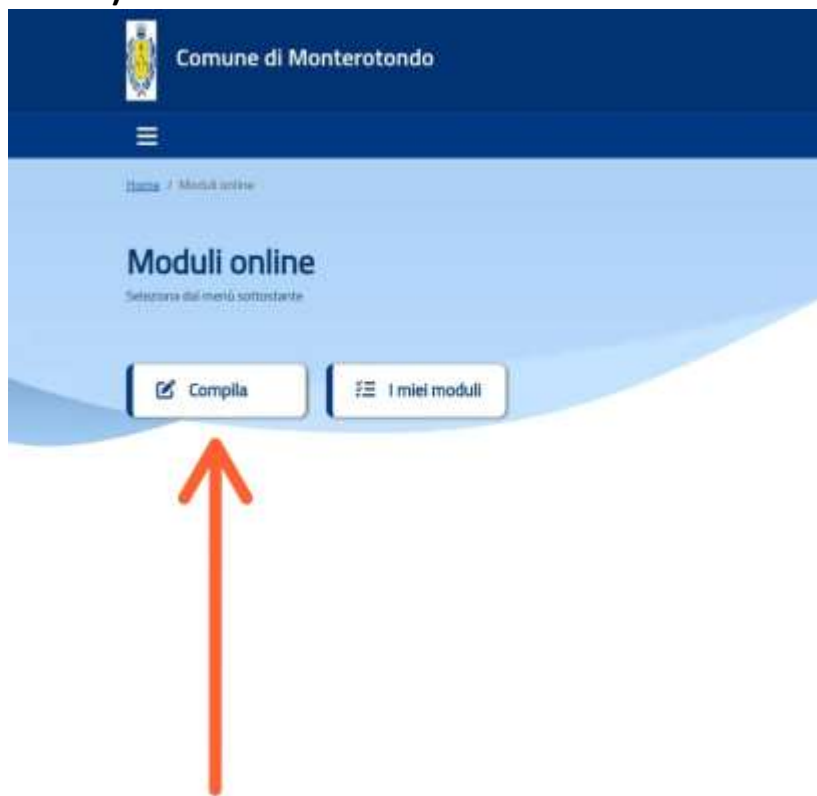 Comune di Monterotondo
Home / Moduli online
Moduli online
Seleziona dal menù sottostante
Compila
I miei moduli